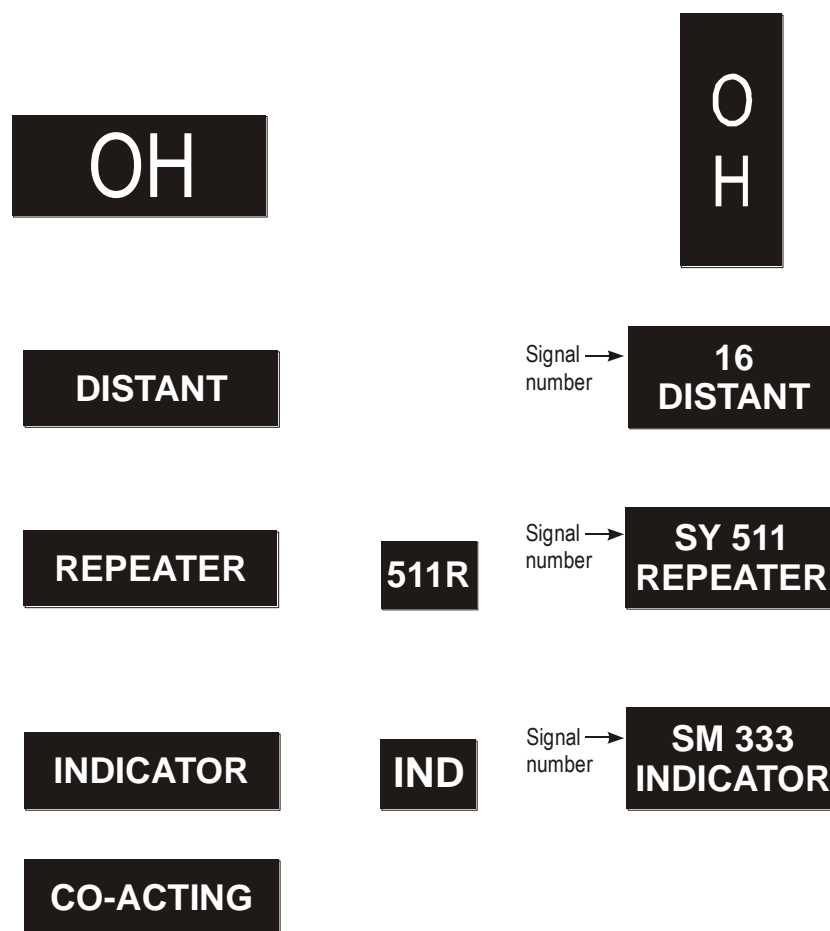 OH
O
H
DISTANT
Signal
number
16
DISTANT
REPEATER
511R
Signal
number
SY 511
REPEATER
INDICATOR
IND
Signal
number
SM 333
INDICATOR
CO-ACTING